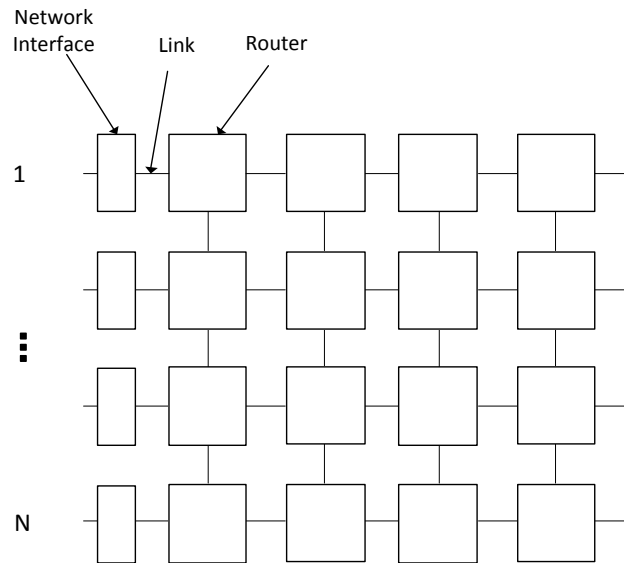 Network
Interface
Link
Router
1
⋮
N